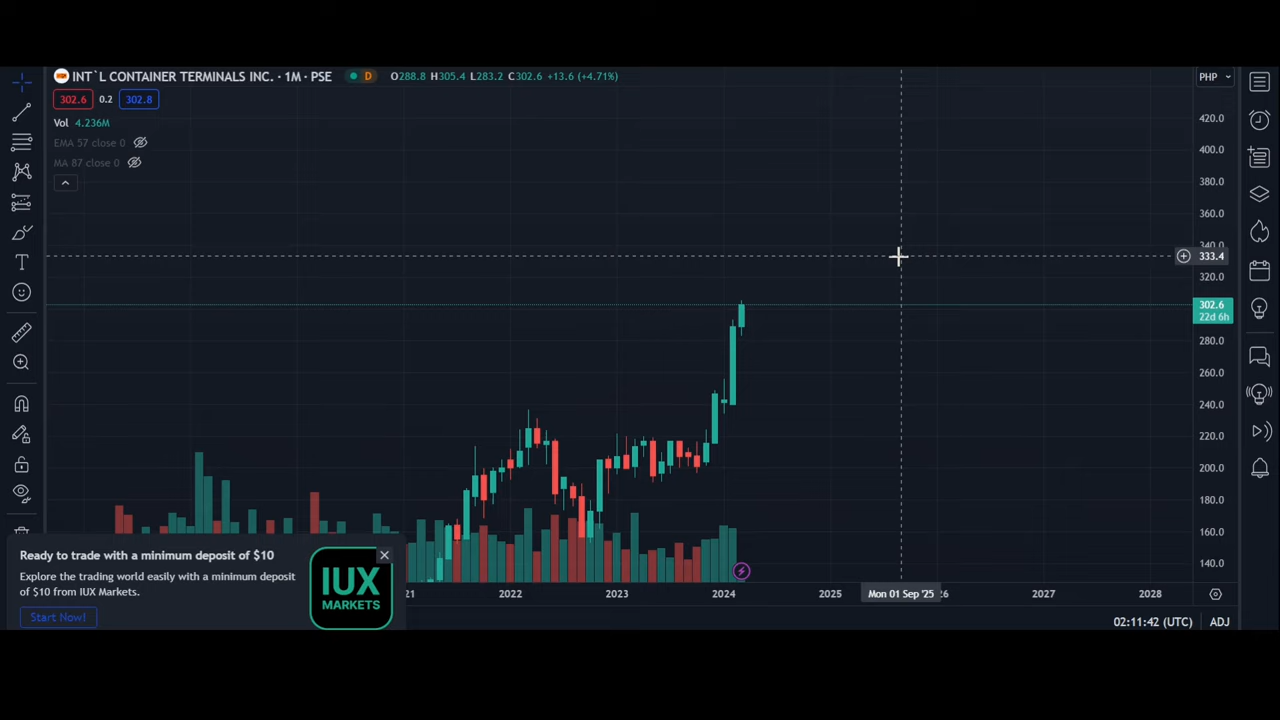 INT`L CONTAINER TERMINALS INC. · 1M · PSE D O288.8 H305.4 L283.2 C302.6 +13.6 (+4.71%) PHP
302.6 0.2 302.8
Vol 4.236M
EMA 57 close 0
MA 87 close 0
420.0
400.0
380.0
360.0
340.0
333.4
320.0
302.6
22d 6h
280.0
260.0
240.0
220.0
200.0
180.0
160.0
140.0
Ready to trade with a minimum deposit of $10
Explore the trading world easily with a minimum deposit
of $10 from IUX Markets.
Start Now!
IUX
MARKETS
21 2022 2023 2024 2025 Mon 01 Sep '25 26 2027 2028
02:11:42 (UTC) ADJ